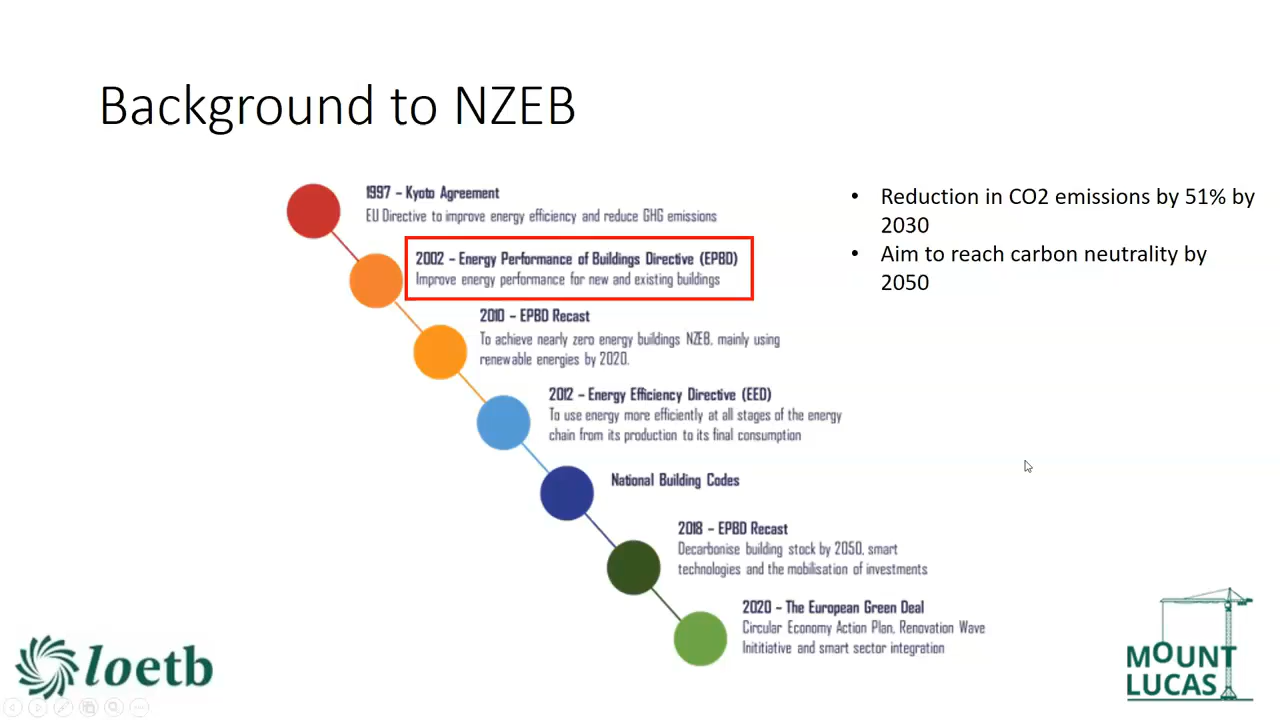 Background to NZEB
1997 – Kyoto Agreement
EU Directive to improve energy efficiency and reduce GHG emissions
2002 – Energy Performance of Buildings Directive (EPBD)
Improve energy performance for new and existing buildings
2010 – EPBD Recast
To achieve nearly zero energy buildings NZEB, mainly using
renewable energies by 2020.
2012 – Energy Efficiency Directive (EED)
To use energy more efficiently at all stages of the energy
chain from its production to its final consumption
National Building Codes
2018 – EPBD Recast
Decarbonise building stock by 2050, smart
technologies and the mobilisation of investments
2020 – The European Green Deal
Circular Economy Action Plan, Renovation Wave
Inititiative and smart sector integration
• Reduction in CO2 emissions by 51% by
2030
• Aim to reach carbon neutrality by
2050
loetb
MOUNT
LUCAS